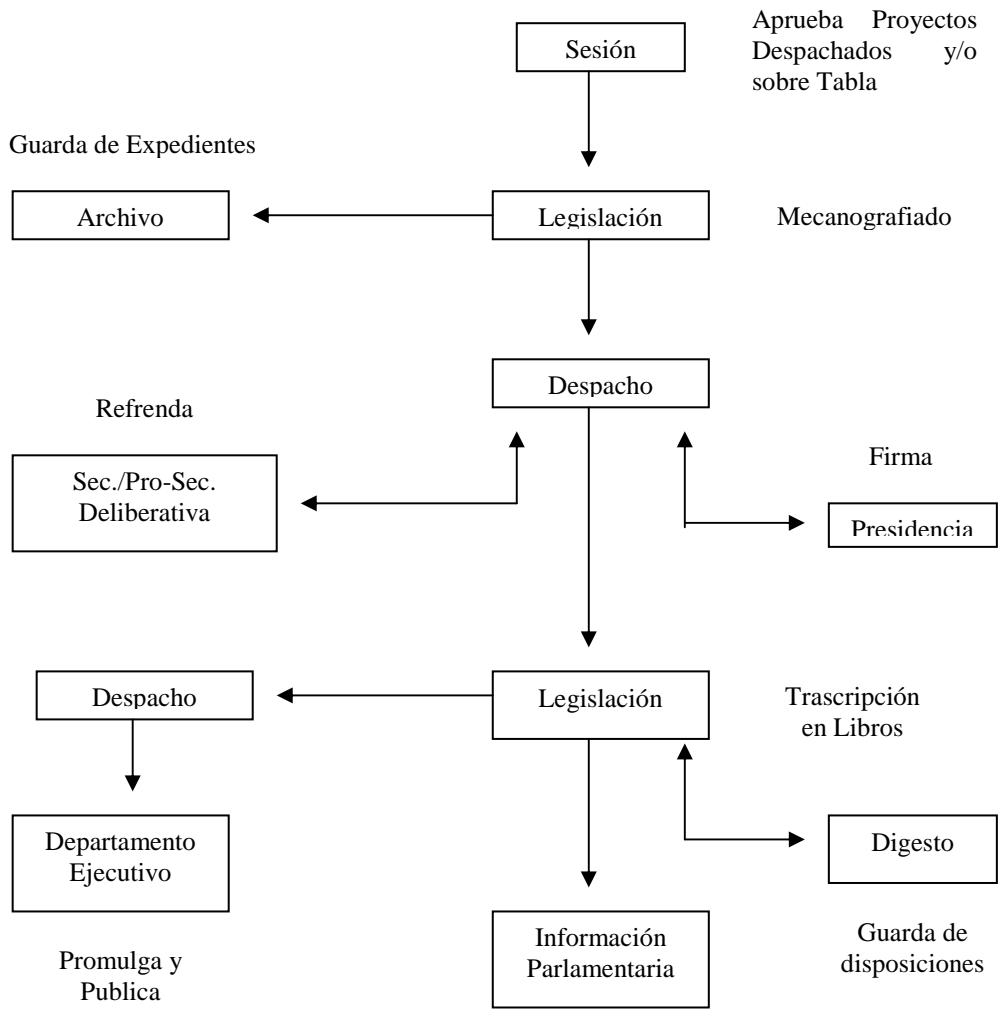 Sesión
Aprueba Proyectos
Despachados y/o
sobre Tabla
Guarda de Expedientes
Archivo
Legislación
Mecanografiado
Despacho
Refrenda
Sec./Pro-Sec.
Deliberativa
Firma
Presidencia
Despacho
Legislación
Trascripción
en Libros
Departamento
Ejecutivo
Digesto
Promulga y
Publica
Información
Parlamentaria
Guarda de
disposiciones